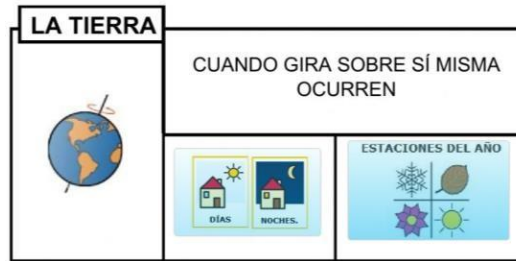 LA TIERRA
CUANDO GIRA SOBRE SÍ MISMA
OCURREN
DÍAS
NOCHES.
ESTACIONES DEL AÑO